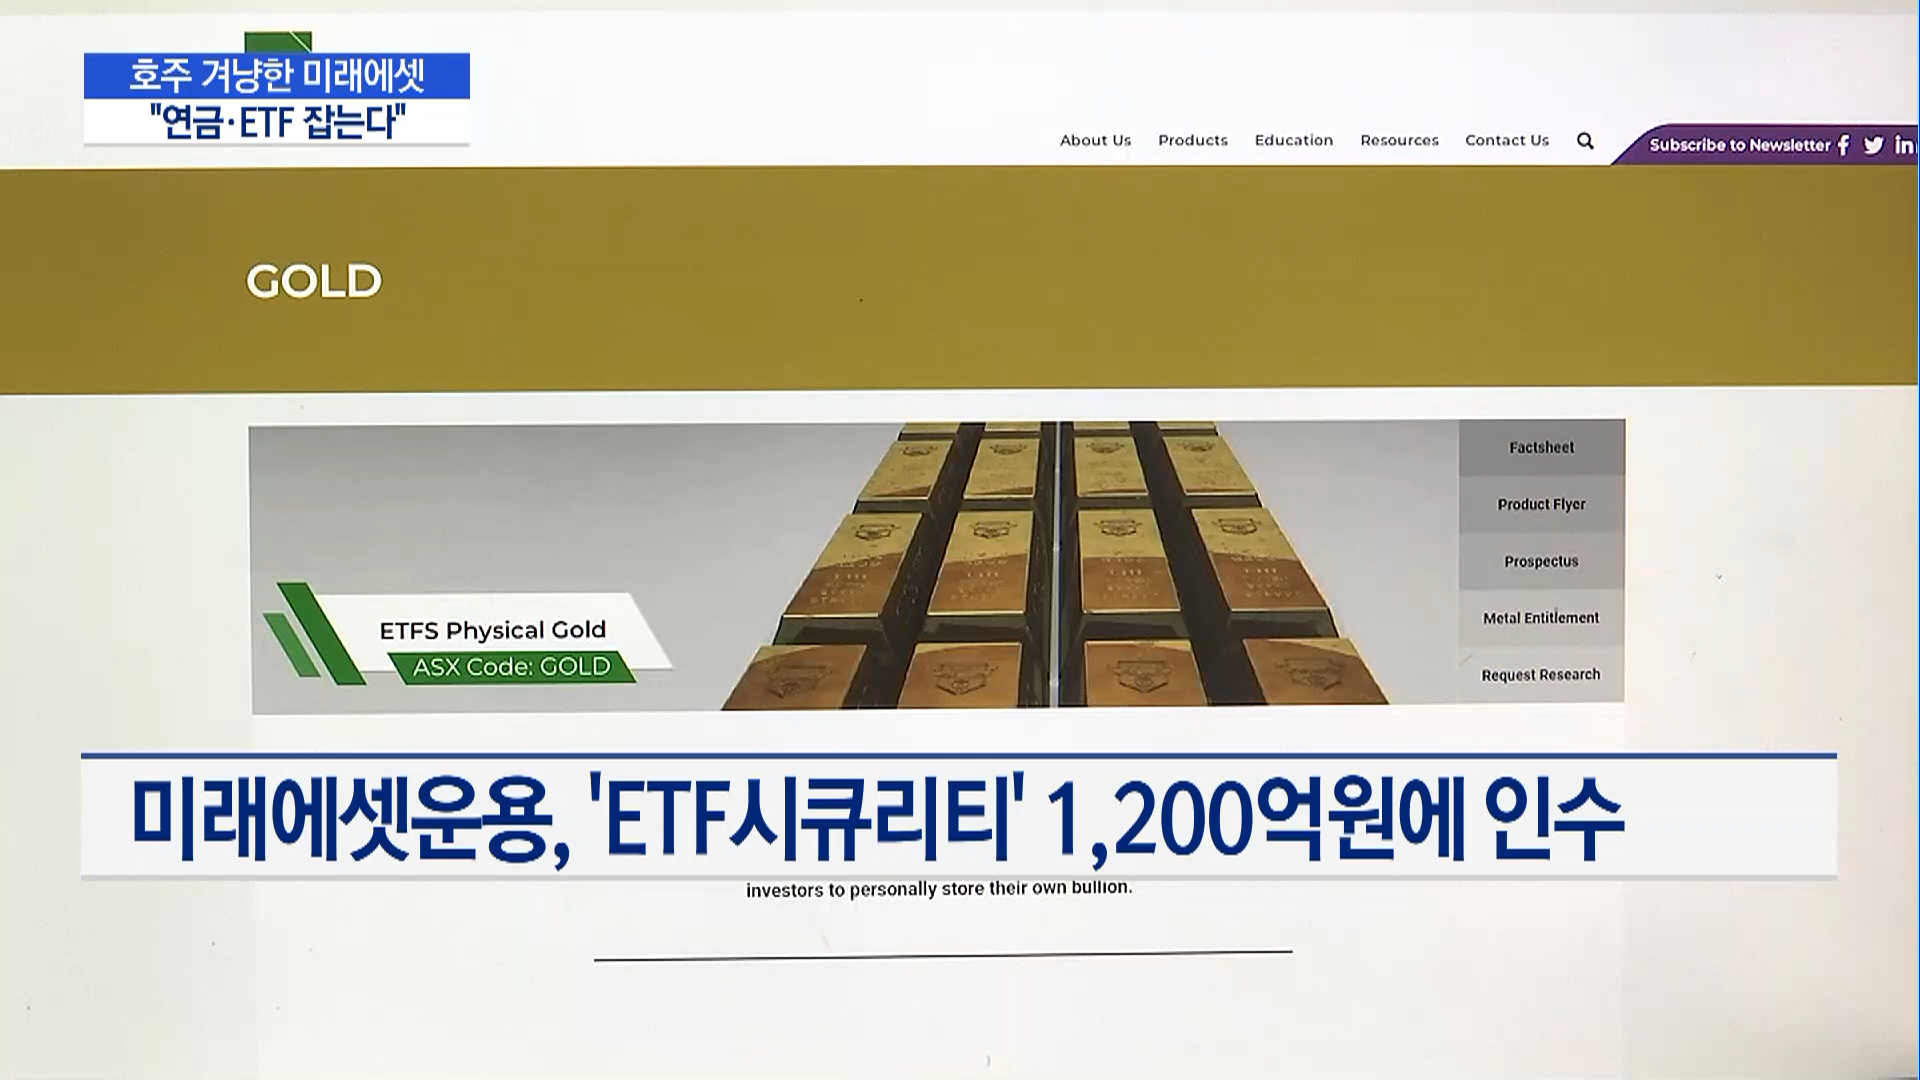 호주 겨냥한 미래에셋
"연금·ETF 잡는다"
About Us Products Education Resources Contact Us
Subscribe to Newsletter
GOLD
Factsheet
Product Flyer
Prospectus
Metal Entitlement
Request Research
ETFS Physical Gold
ASX Code: GOLD
미래에셋운용, 'ETF시큐리티' 1,200억원에 인수
investors to personally store their own bullion.